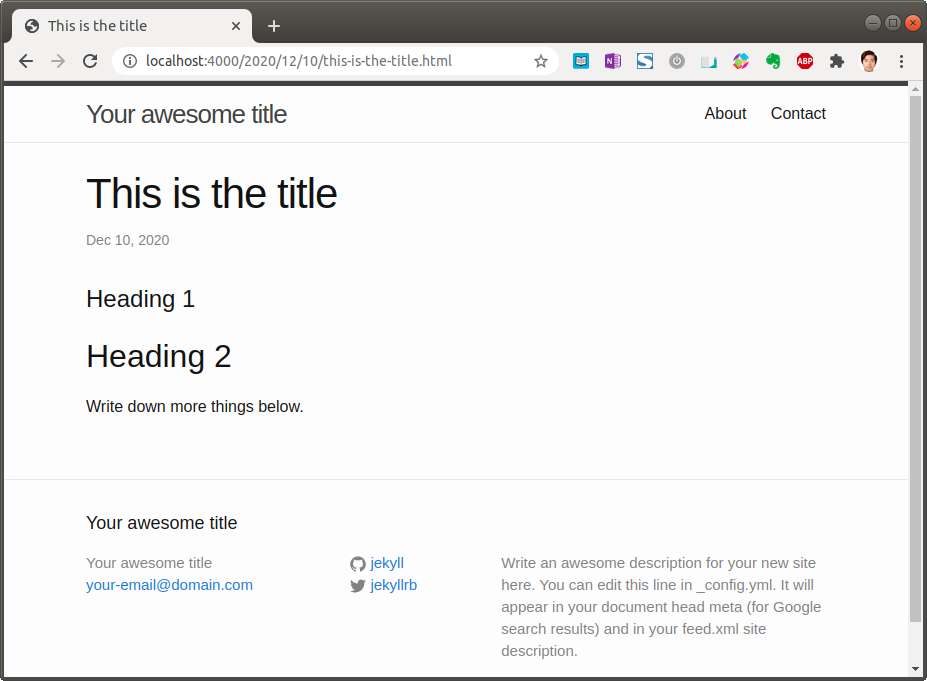 This is the title
localhost:4000/2020/12/10/this-is-the-title.html
N
S
ABP
Your awesome title
About
Contact
This is the title
Dec 10, 2020
Heading 1
Heading 2
Write down more things below.
Your awesome title
Your awesome title
your-email@domain.com
jekyll
jekyllrb
Write an awesome description for your new site
here. You can edit this line in _config.yml. It will
appear in your document head meta (for Google
search results) and in your feed.xml site
description.